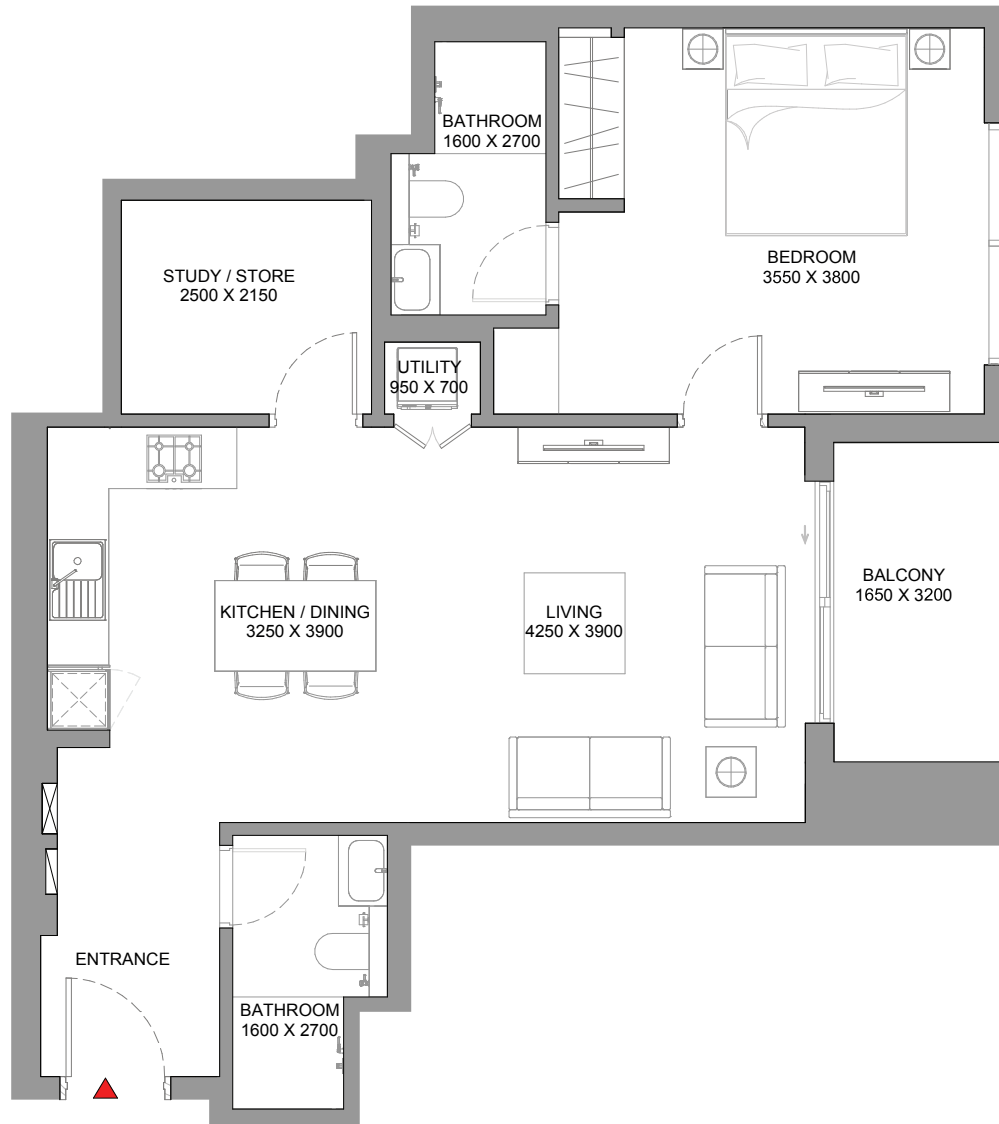 BATHROOM
1600 X 2700
BEDROOM
3550 X 3800
STUDY / STORE
2500 X 2150
UTILITY
950 X 700
KITCHEN / DINING
3250 X 3900
LIVING
4250 X 3900
BALCONY
1650 X 3200
ENTRANCE
BATHROOM
1600 X 2700